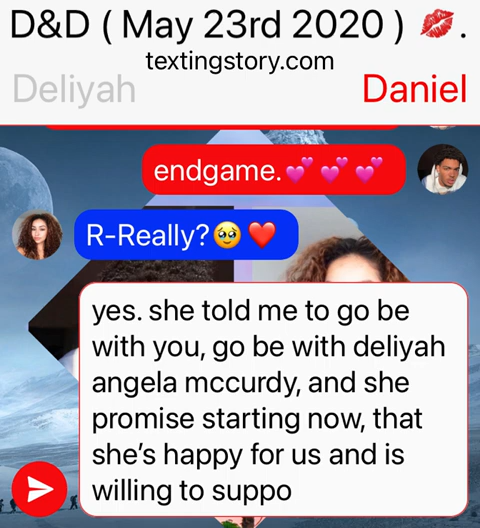 D&D ( May 23rd 2020 ) 💋.
textingstory.com
Deliyah
Daniel
endgame.💕💕💕
R-Really?🥹❤️
yes. she told me to go be
with you, go be with deliyah
angela mccurdy, and she
promise starting now, that
she’s happy for us and is
willing to suppo